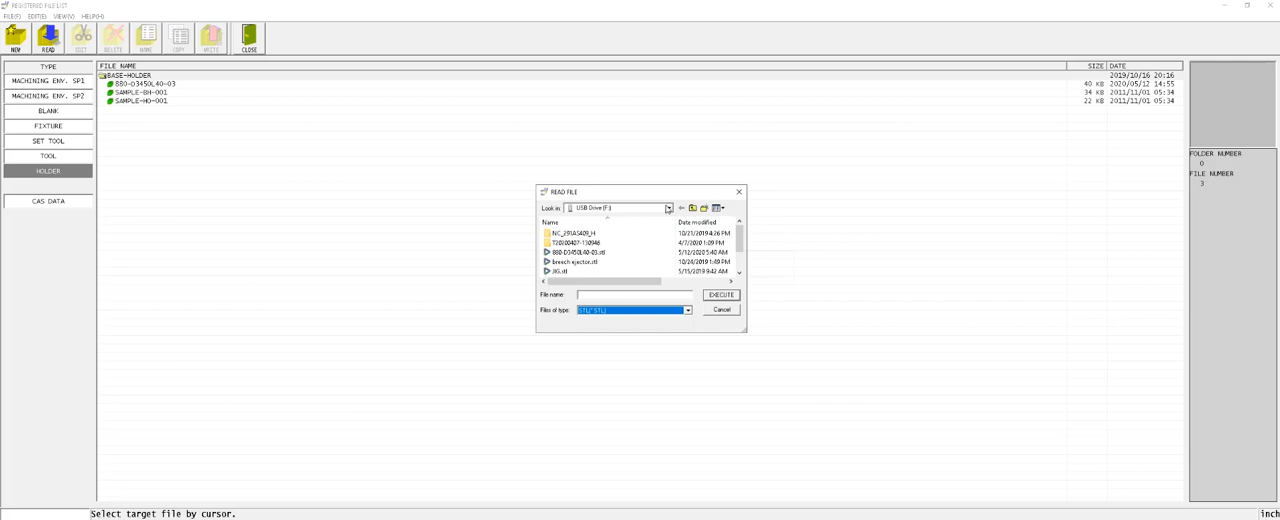 REGISTERED FILE LIST
FILE(F) EDIT(E) VIEW(V) HELP(H)
NEW READ EDIT DELETE NAME COPY WRITE CLOSE
TYPE
MACHINING ENV. SP1
MACHINING ENV. SP2
BLANK
FIXTURE
SET TOOL
TOOL
HOLDER
CAS DATA
FILE NAME SIZE DATE
BASE-HOLDER 2019/10/16 20:16
880-D3450L40-03 40 KB 2020/05/12 14:55
SAMPLE-BH-001 34 KB 2011/11/01 05:34
SAMPLE-HO-001 22 KB 2011/11/01 05:34
READ FILE
Look in: USB Drive (F:)
Name Date modified
NC_291AS409_H 10/21/2019 4:26 PM
T20200407-130946 4/7/2020 1:09 PM
880-D3450L40-03.stl 5/12/2020 5:40 AM
breech ejector.stl 10/24/2019 1:49 PM
JIG.stl 5/15/2019 9:42 AM
File name: EXECUTE
Files of type: STL(*.STL) Cancel
FOLDER NUMBER
0
FILE NUMBER
3
Select target file by cursor. inch